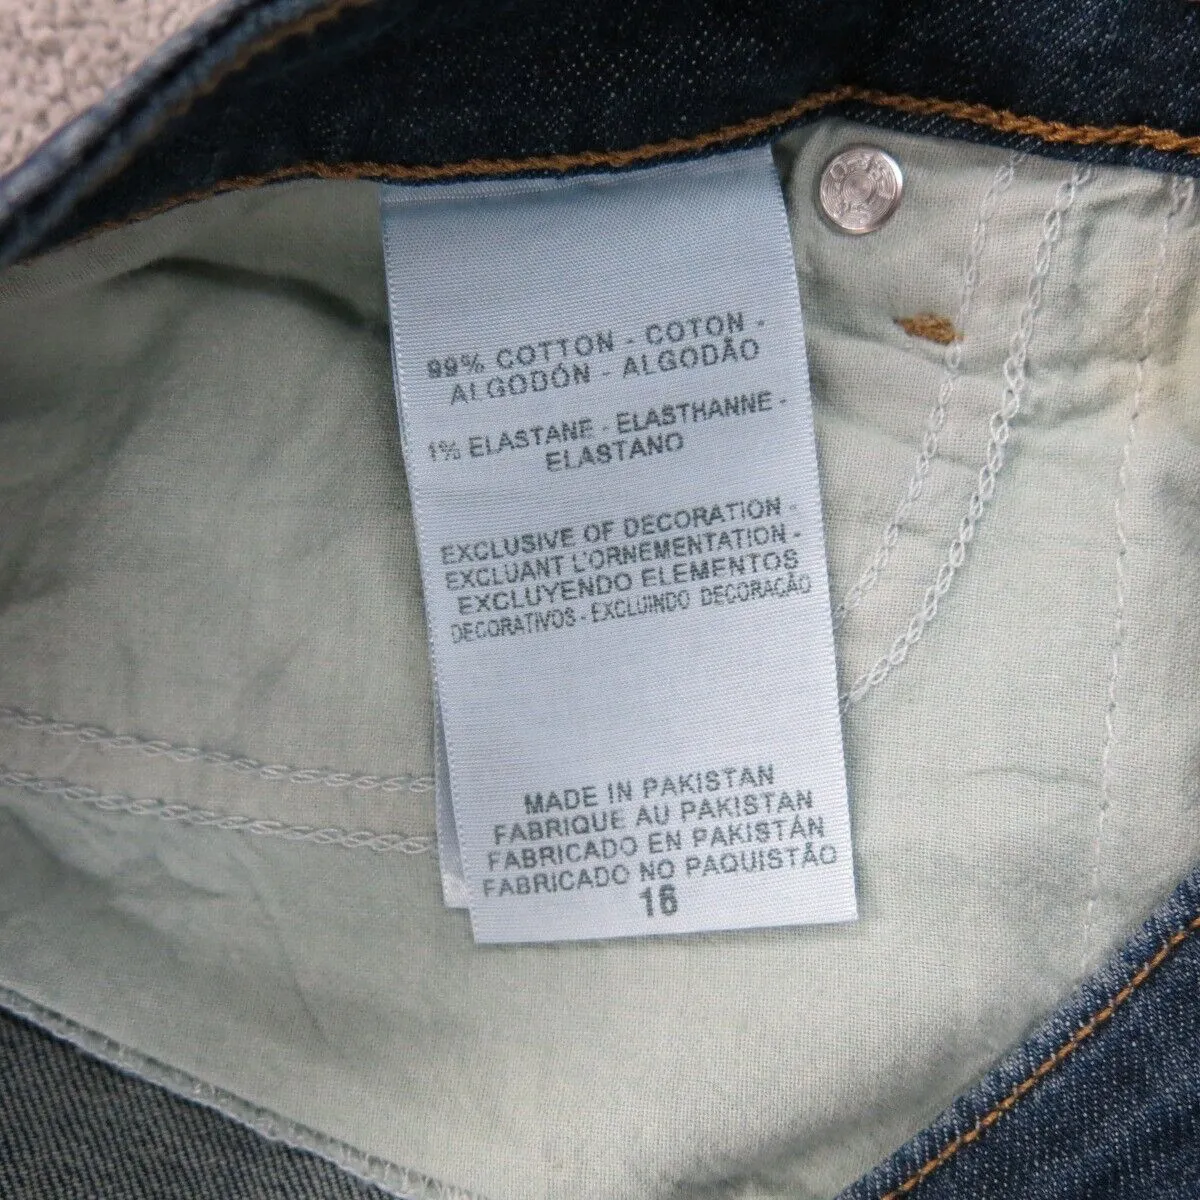 99% COTTON - COTON -
ALGODÓN - ALGODÃO
1% ELASTANE - ELASTHANNE -
ELASTANO
EXCLUSIVE OF DECORATION -
EXCLUANT L'ORNEMENTATION -
EXCLUYENDO ELEMENTOS
DECORATIVOS - EXCLUINDO DECORAÇÃO
MADE IN PAKISTAN
FABRIQUE AU PAKISTAN
FABRICADO EN PAKISTÁN
FABRICADO NO PAQUISTÃO
16